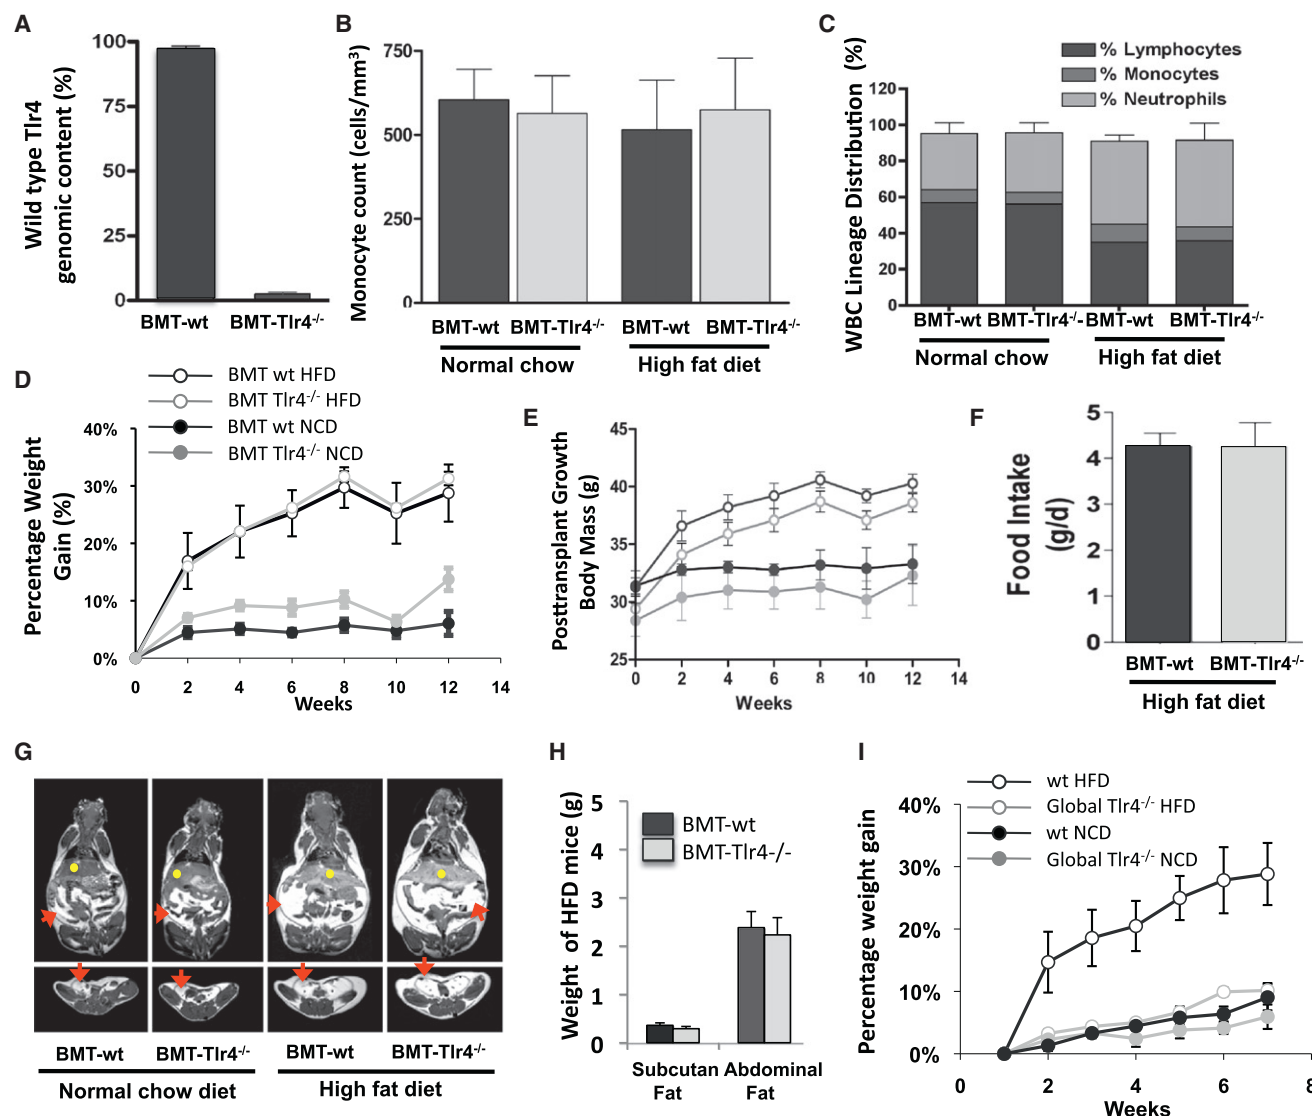 A
Wild type Tlr4
genomic content (%)
100
75
50
25
0
BMT-wt BMT-Tlr4-/-
B
Monocyte count (cells/mm3)
750
500
250
0
BMT-wt BMT-Tlr4-/- BMT-wt BMT-Tlr4-/-
Normal chow High fat diet
C
WBC Lineage Distribution (%)
% Lymphocytes
% Monocytes
% Neutrophils
120
100
80
60
40
20
0
BMT-wt BMT-Tlr4-/- BMT-wt BMT-Tlr4-/-
Normal chow High fat diet
D
BMT wt HFD
BMT Tlr4-/- HFD
BMT wt NCD
BMT Tlr4-/- NCD
Percentage Weight
Gain (%)
40%
30%
20%
10%
0%
0 2 4 6 8 10 12 14
Weeks
E
Posttransplant Growth
Body Mass (g)
45
40
35
30
25
0 2 4 6 8 10 12 14
Weeks
F
Food Intake
(g/d)
5
4
3
2
1
0
BMT-wt BMT-Tlr4-/-
High fat diet
G
BMT-wt BMT-Tlr4-/- BMT-wt BMT-Tlr4-/-
Normal chow diet High fat diet
H
Weight of HFD mice (g)
5
4
3
2
1
0
BMT-wt
BMT-Tlr4-/-
Subcutan Abdominal
Fat Fat
I
wt HFD
Global Tlr4-/- HFD
wt NCD
Global Tlr4-/- NCD
Percentage weight gain
40%
30%
20%
10%
0%
0 2 4 6 8
Weeks